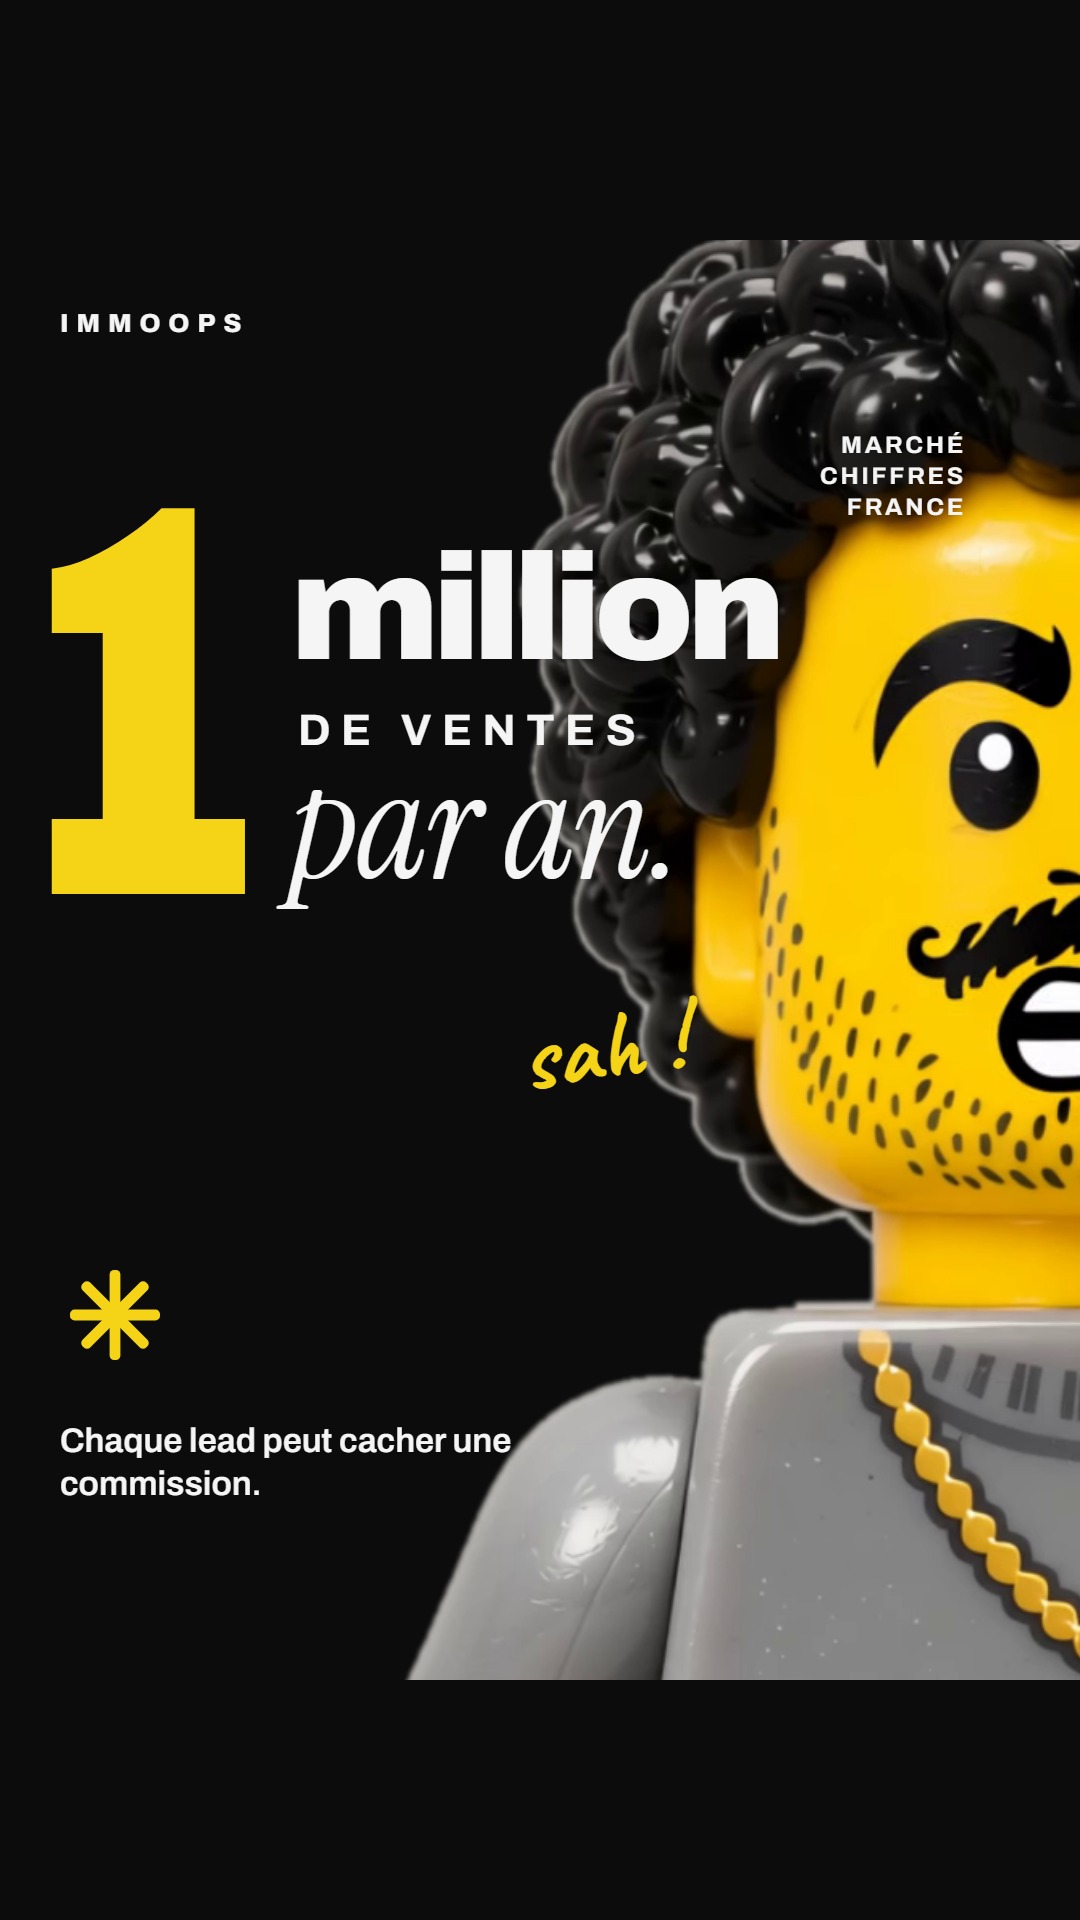 IMMOOPS
MARCHÉ
CHIFFRES
FRANCE
1 million
DE VENTES
par an.
sah !
Chaque lead peut cacher une
commission.